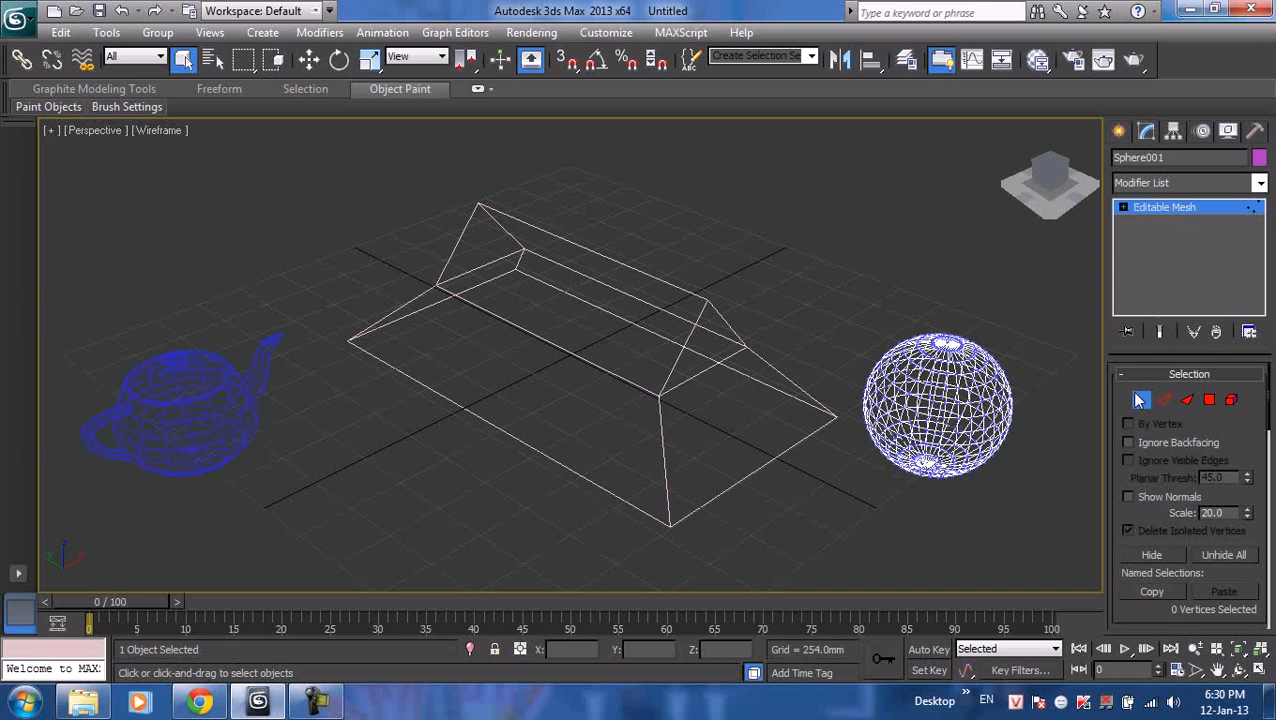 Workspace: Default
Autodesk 3ds Max 2013 x64 Untitled
Type a keyword or phrase
Edit Tools Group Views Create Modifiers Animation Graph Editors Rendering Customize MAXScript Help
All
View
3
Create Selection Se
Graphite Modeling Tools Freeform Selection Object Paint
Paint Objects Brush Settings
[ + ] [Perspective ] [Wireframe ]
Sphere001
Modifier List
Editable Mesh
Selection
By Vertex
Ignore Backfacing
Ignore Visible Edges
Planar Thresh: 45.0
Show Normals
Scale: 20.0
Delete Isolated Vertices
Hide Unhide All
Named Selections:
Copy Paste
0 Vertices Selected
z
< 0 / 100 >
0 5 10 15 20 25 30 35 40 45 50 55 60 65 70 75 80 85 90 95 100
1 Object Selected X: Y: Z: Grid = 254.0mm Auto Key Selected
Welcome to MAX
Click or click-and-drag to select objects Add Time Tag Set Key Key Filters... 0
Desktop » EN
6:30 PM
12-Jan-13